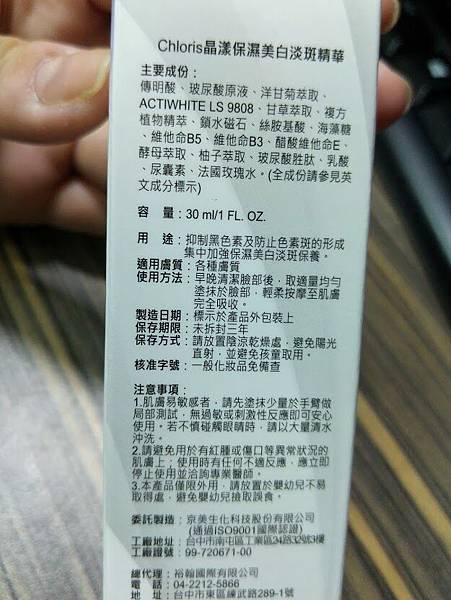 Chloris晶漾保濕美白淡斑精華
主要成份：
傳明酸、玻尿酸原液、洋甘菊萃取、
ACTIWHITE LS 9808、甘草萃取、複方
植物精萃、鎖水磁石、絲胺基酸、海藻糖
、維他命B5、維他命B3、醋酸維他命E、
酵母萃取、柚子萃取、玻尿酸胜肽、乳酸
、尿囊素、法國玫瑰水。(全成份請參見英
文成分標示)
容　量：30 ml/1 FL. OZ.
用　途：抑制黑色素及防止色素斑的形成
集中加強保濕美白淡斑保養。
適用膚質：各種膚質
使用方法：早晚清潔臉部後，取適量均勻
塗抹於臉部，輕柔按摩至肌膚
完全吸收。
製造日期：標示於產品外包裝上
保存期限：未拆封三年
保存方式：請放置陰涼乾燥處，避免陽光
直射，並避免孩童取用。
核准字號：一般化妝品免備查
注意事項：
1.肌膚易敏感者，請先塗抹少量於手臂做
局部測試，無過敏或刺激性反應即可安心
使用。若不慎碰觸眼睛時，請以大量清水
沖洗。
2.請避免用於有紅腫或傷口等異常狀況的
肌膚上；使用時有任何不適反應，應立即
停止使用並洽詢專業醫師。
3.本產品僅限外用，請放置於嬰幼兒不易
取得處，避免嬰幼兒搶取誤食。
委託製造：京美生化科技股份有限公司
(通過ISO9001國際認證)
工廠地址：台中市南屯區工業區24路32號3樓
工廠證號：99-720671-00
總代理：裕翰國際有限公司
電　話：04-2212-5866
地　址：台中市東區練武路289-1號